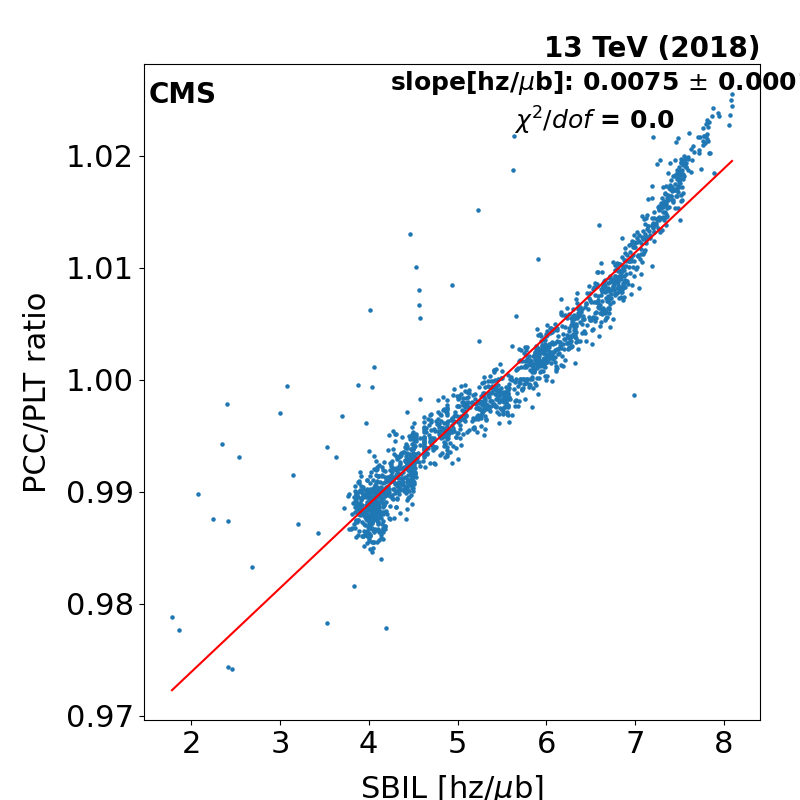 13 TeV (2018)
CMS
slope[hz/μb]: 0.0075 ± 0.000
χ²/dof = 0.0
PCC/PLT ratio
1.02
1.01
1.00
0.99
0.98
0.97
2 3 4 5 6 7 8
SBIL [hz/μb]